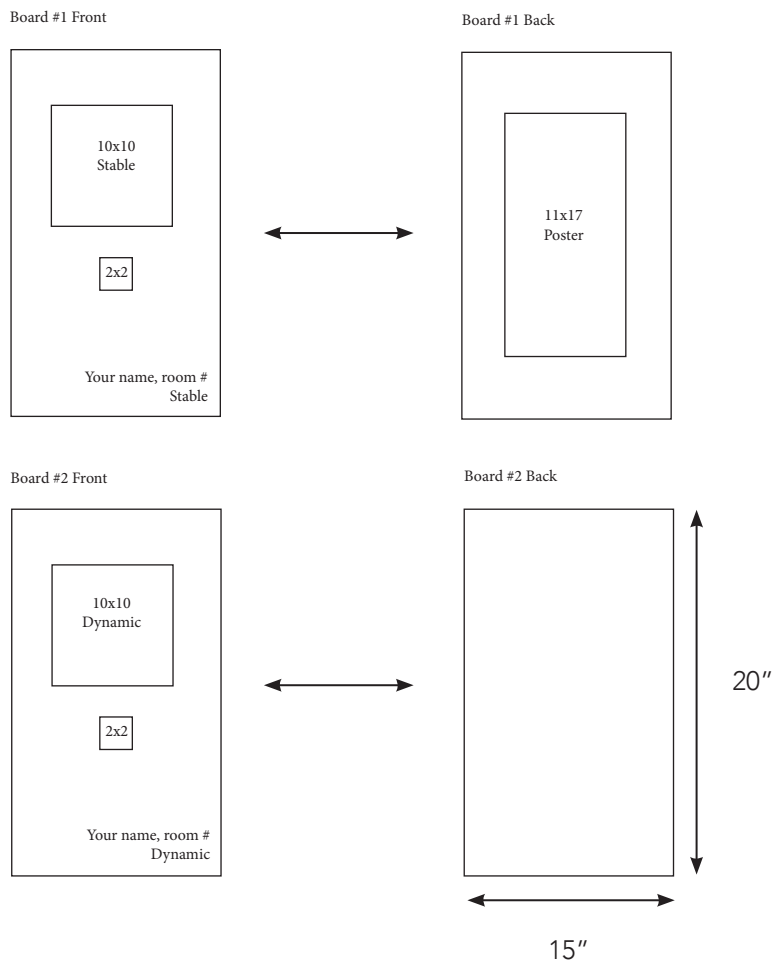 Board #1 Front
Board #1 Back
10x10
Stable
11x17
Poster
2x2
Your name, room #
Stable
Board #2 Front
Board #2 Back
10x10
Dynamic
2x2
20"
Your name, room #
Dynamic
15"